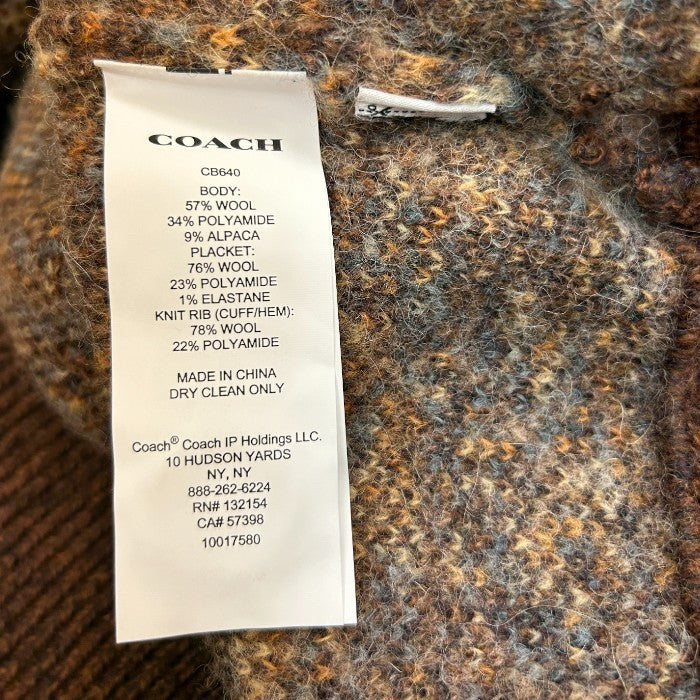 COACH
CB640
BODY:
57% WOOL
34% POLYAMIDE
9% ALPACA
PLACKET:
76% WOOL
23% POLYAMIDE
1% ELASTANE
KNIT RIB (CUFF/HEM):
78% WOOL
22% POLYAMIDE
MADE IN CHINA
DRY CLEAN ONLY
Coach® Coach IP Holdings LLC.
10 HUDSON YARDS
NY, NY
888-262-6224
RN# 132154
CA# 57398
10017580